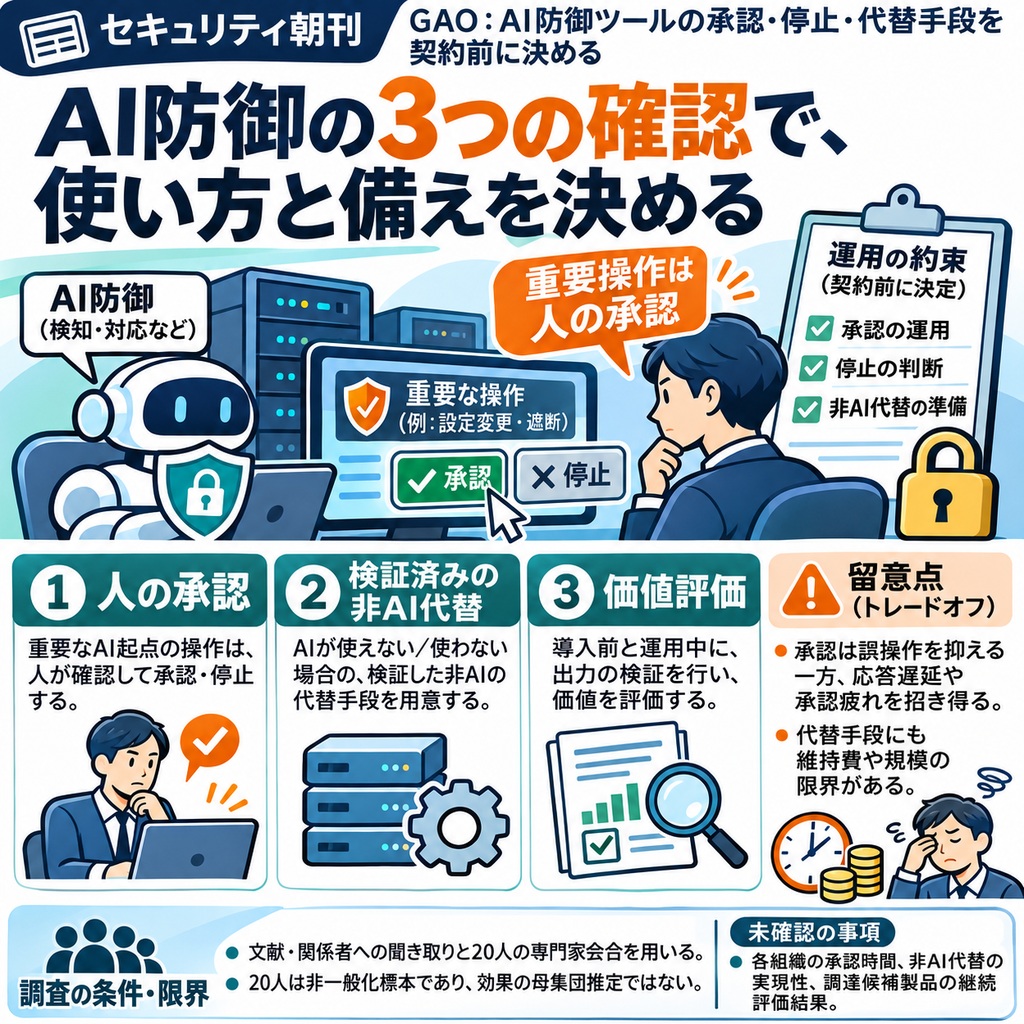 セキュリティ朝刊
GAO：AI防御ツールの承認・停止・代替手段を
契約前に決める
AI防御の3つの確認で、
使い方と備えを決める
AI防御
（検知・対応など）
重要な操作
（例：設定変更・遮断）
承認
停止
重要操作は
人の承認
運用の約束
（契約前に決定）
承認の運用
停止の判断
非AI代替の準備
1 人の承認
重要なAI起点の操作は、
人が確認して承認・停止
する。
2 検証済みの
非AI代替
AIが使えない／使わない
場合の、検証した非AIの
代替手段を用意する。
3 価値評価
導入前と運用中に、
出力の検証を行い、
価値を評価する。
留意点
（トレードオフ）
承認は誤操作を抑える
一方、応答遅延や
承認疲れを招き得る。
代替手段にも
維持費や規模の
限界がある。
調査の条件・限界
文献・関係者への聞き取りと20人の専門家会合を用いる。
20人は非一般化標本であり、効果の母集団推定ではない。
未確認の事項
各組織の承認時間、非AI代替の
実現性、調達候補製品の継続
評価結果。